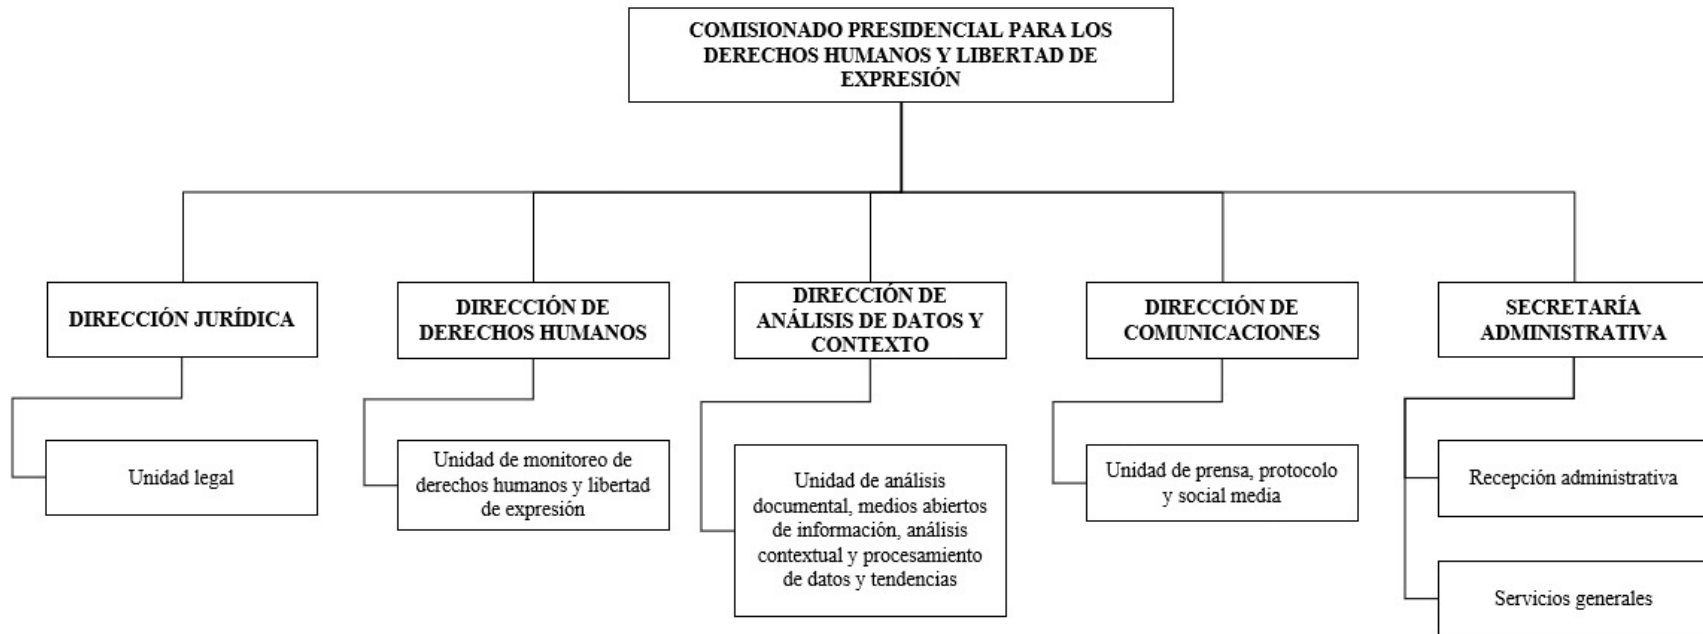 COMISIONADO PRESIDENCIAL PARA LOS
DERECHOS HUMANOS Y LIBERTAD DE
EXPRESIÓN
DIRECCIÓN JURÍDICA
DIRECCIÓN DE
DERECHOS HUMANOS
DIRECCIÓN DE
ANÁLISIS DE DATOS Y
CONTEXTO
DIRECCIÓN DE
COMUNICACIONES
SECRETARÍA
ADMINISTRATIVA
Unidad legal
Unidad de monitoreo de
derechos humanos y libertad
de expresión
Unidad de análisis
documental, medios abiertos
de información, análisis
contextual y procesamiento
de datos y tendencias
Unidad de prensa, protocolo
y social media
Recepción administrativa
Servicios generales